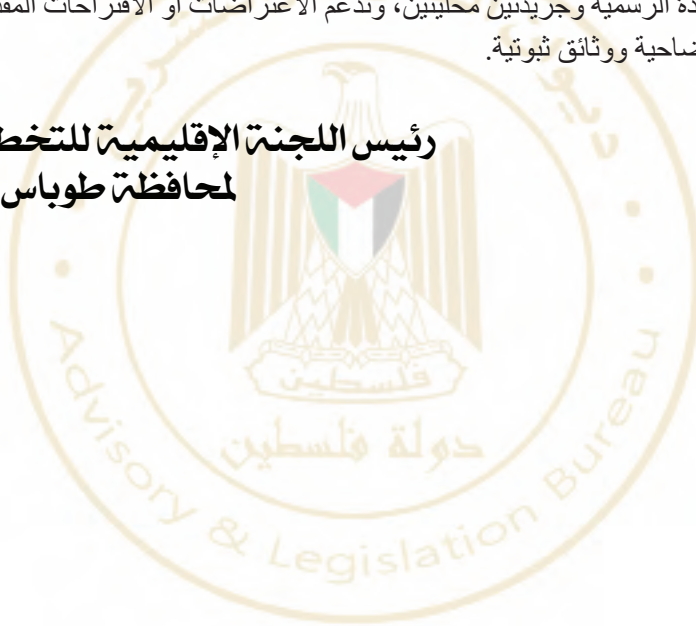 دة الرسمية وجريدتين محليتين، وتدعم الاعتراضات أو الاقتراحات
ضاحية ووثائق ثبوتية.
رئيس اللجنة الإقليمية للتخط
لمحافظة طوباس
ديوان
فلسطين
دولة فلسطين
Advisory & Legislation Bureau